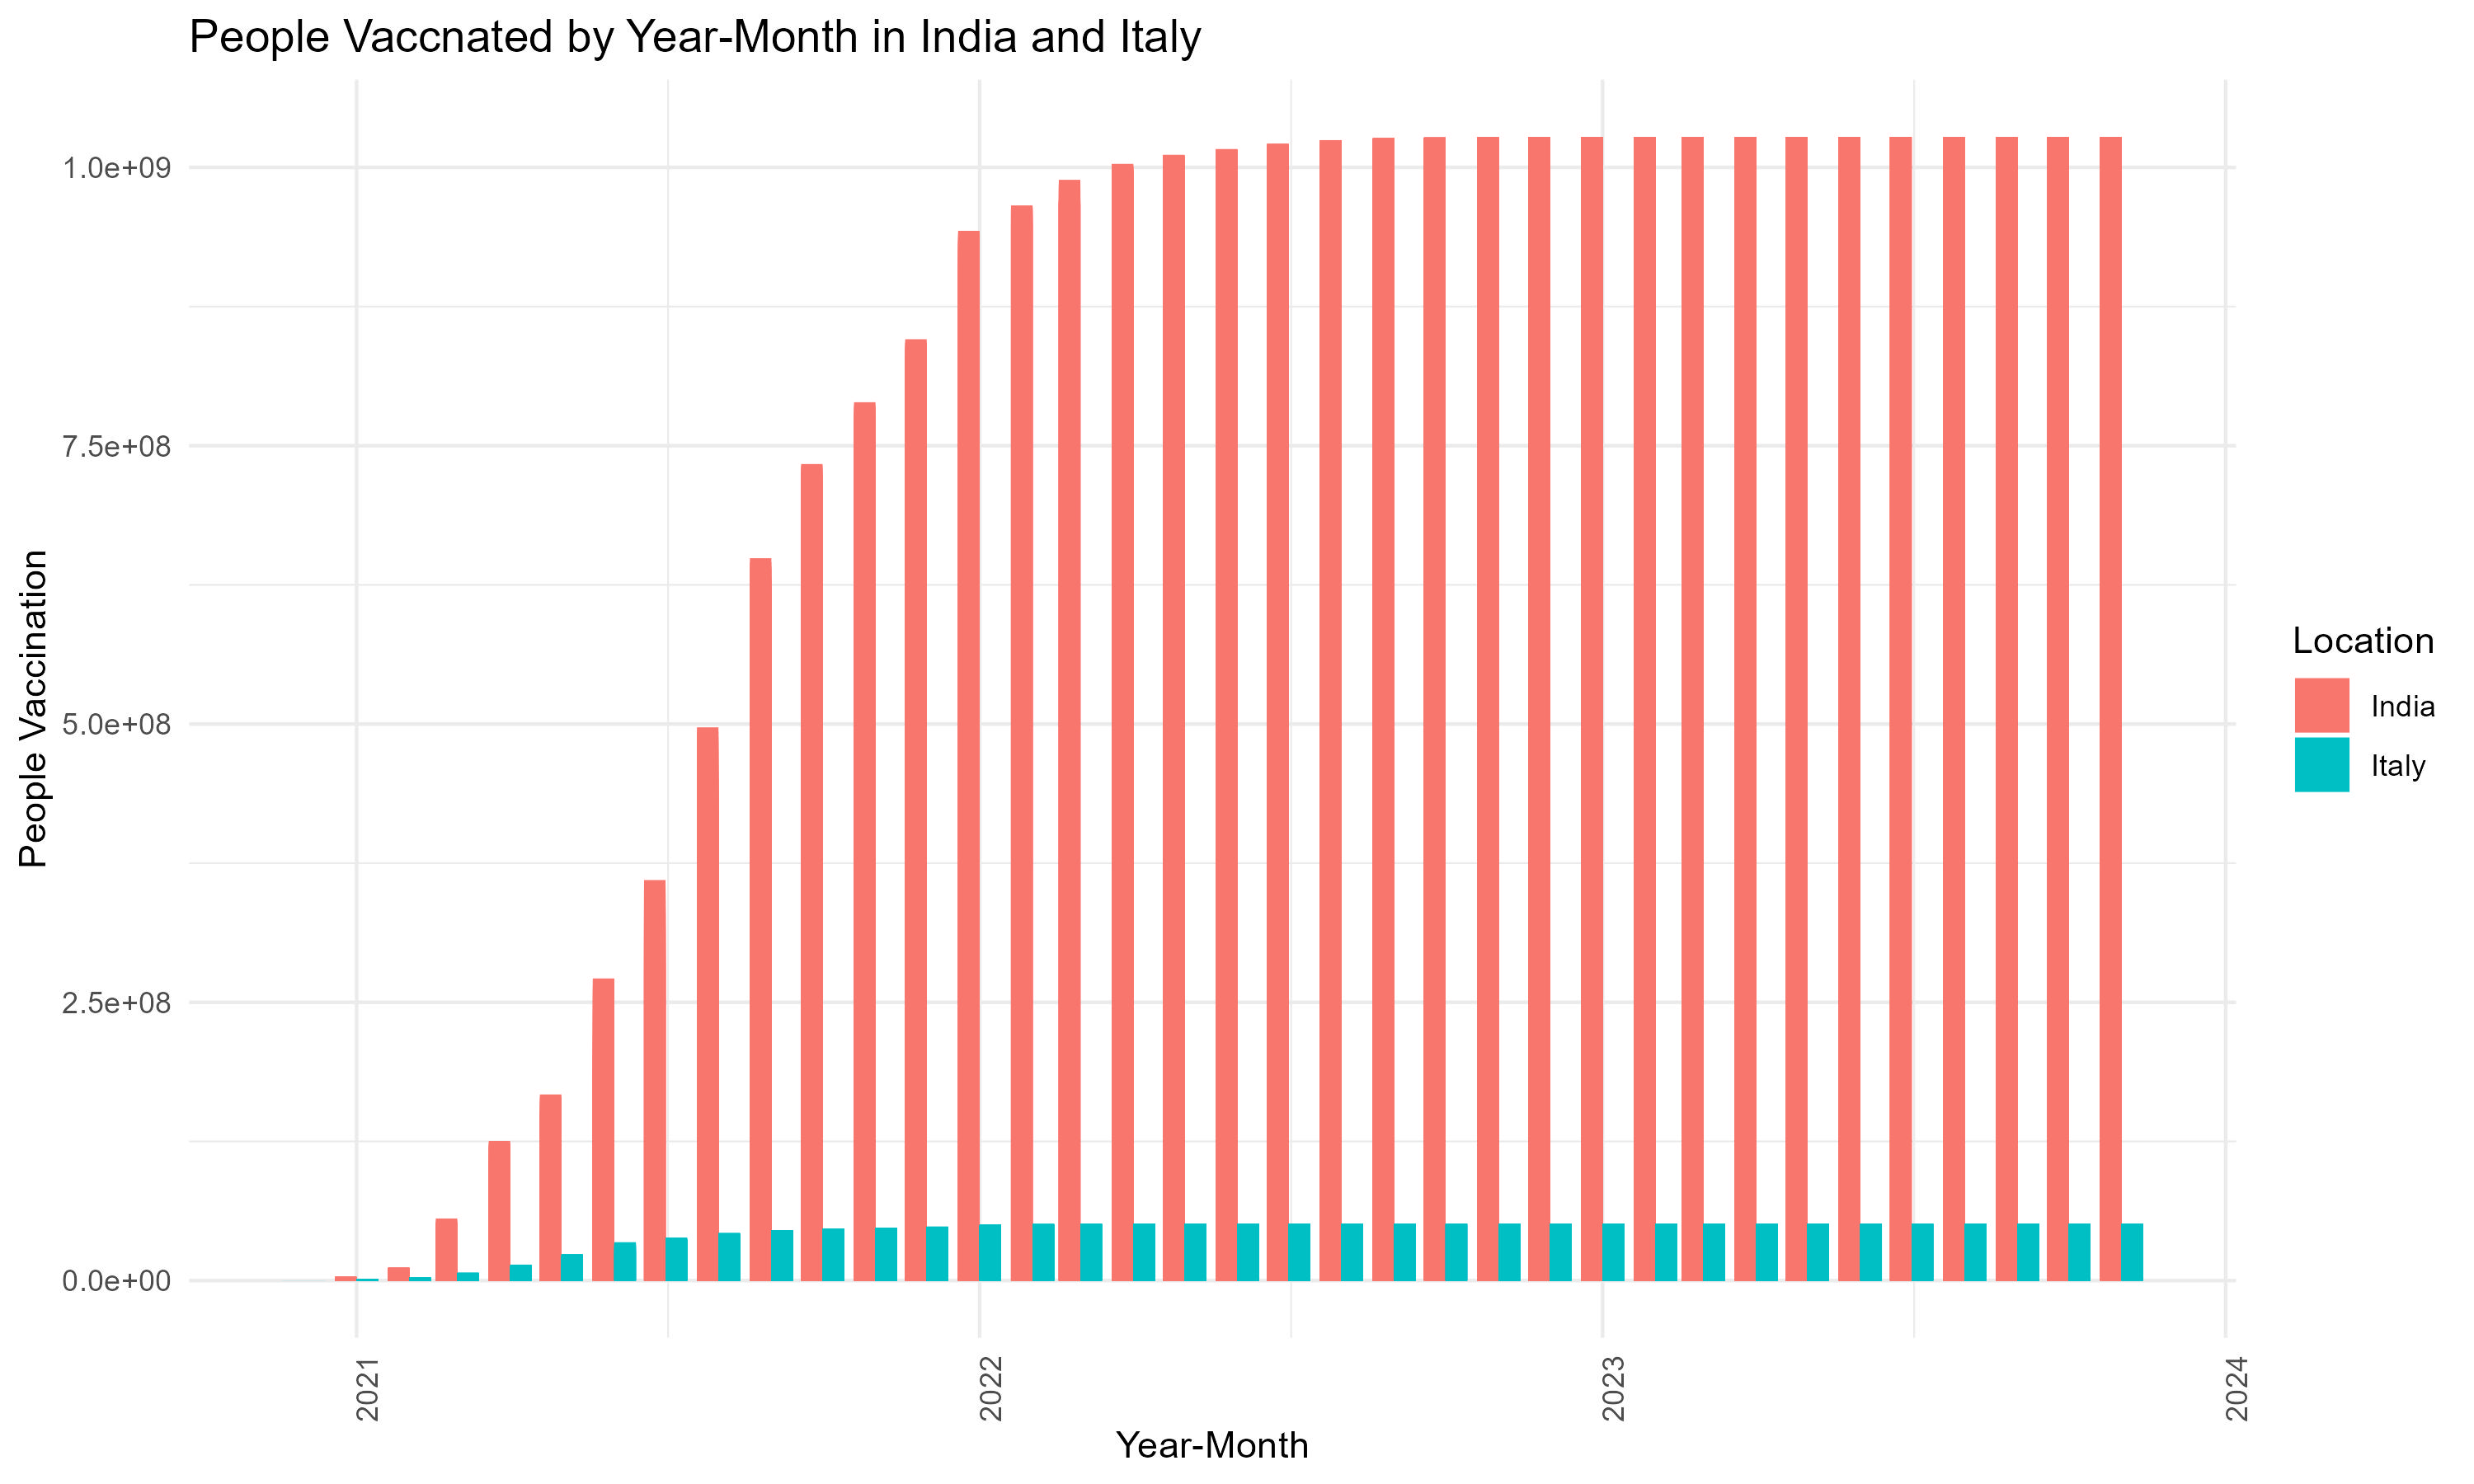 People Vaccnated by Year-Month in India and Italy
People Vaccination
1.0e+09
7.5e+08
5.0e+08
2.5e+08
0.0e+00
2021
2022
2023
2024
Year-Month
Location
India
Italy